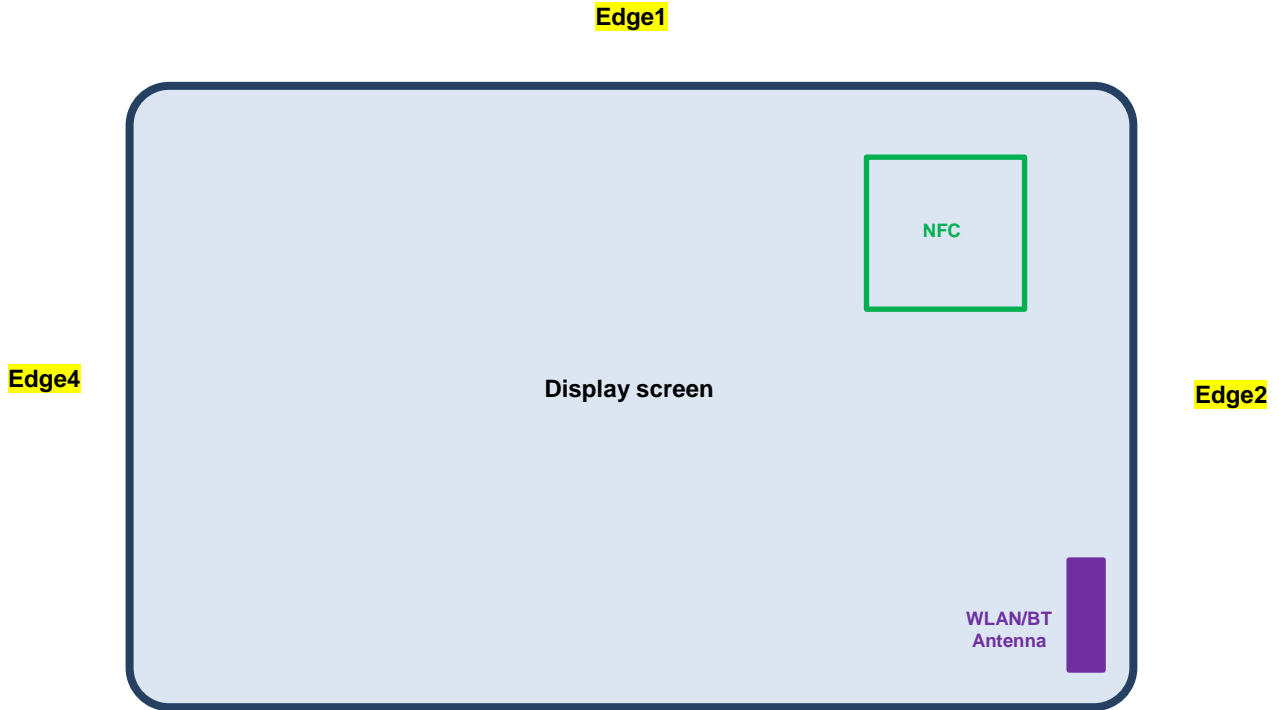 Edge1
NFC
Edge4
Display screen
Edge2
WLAN/BT
Antenna